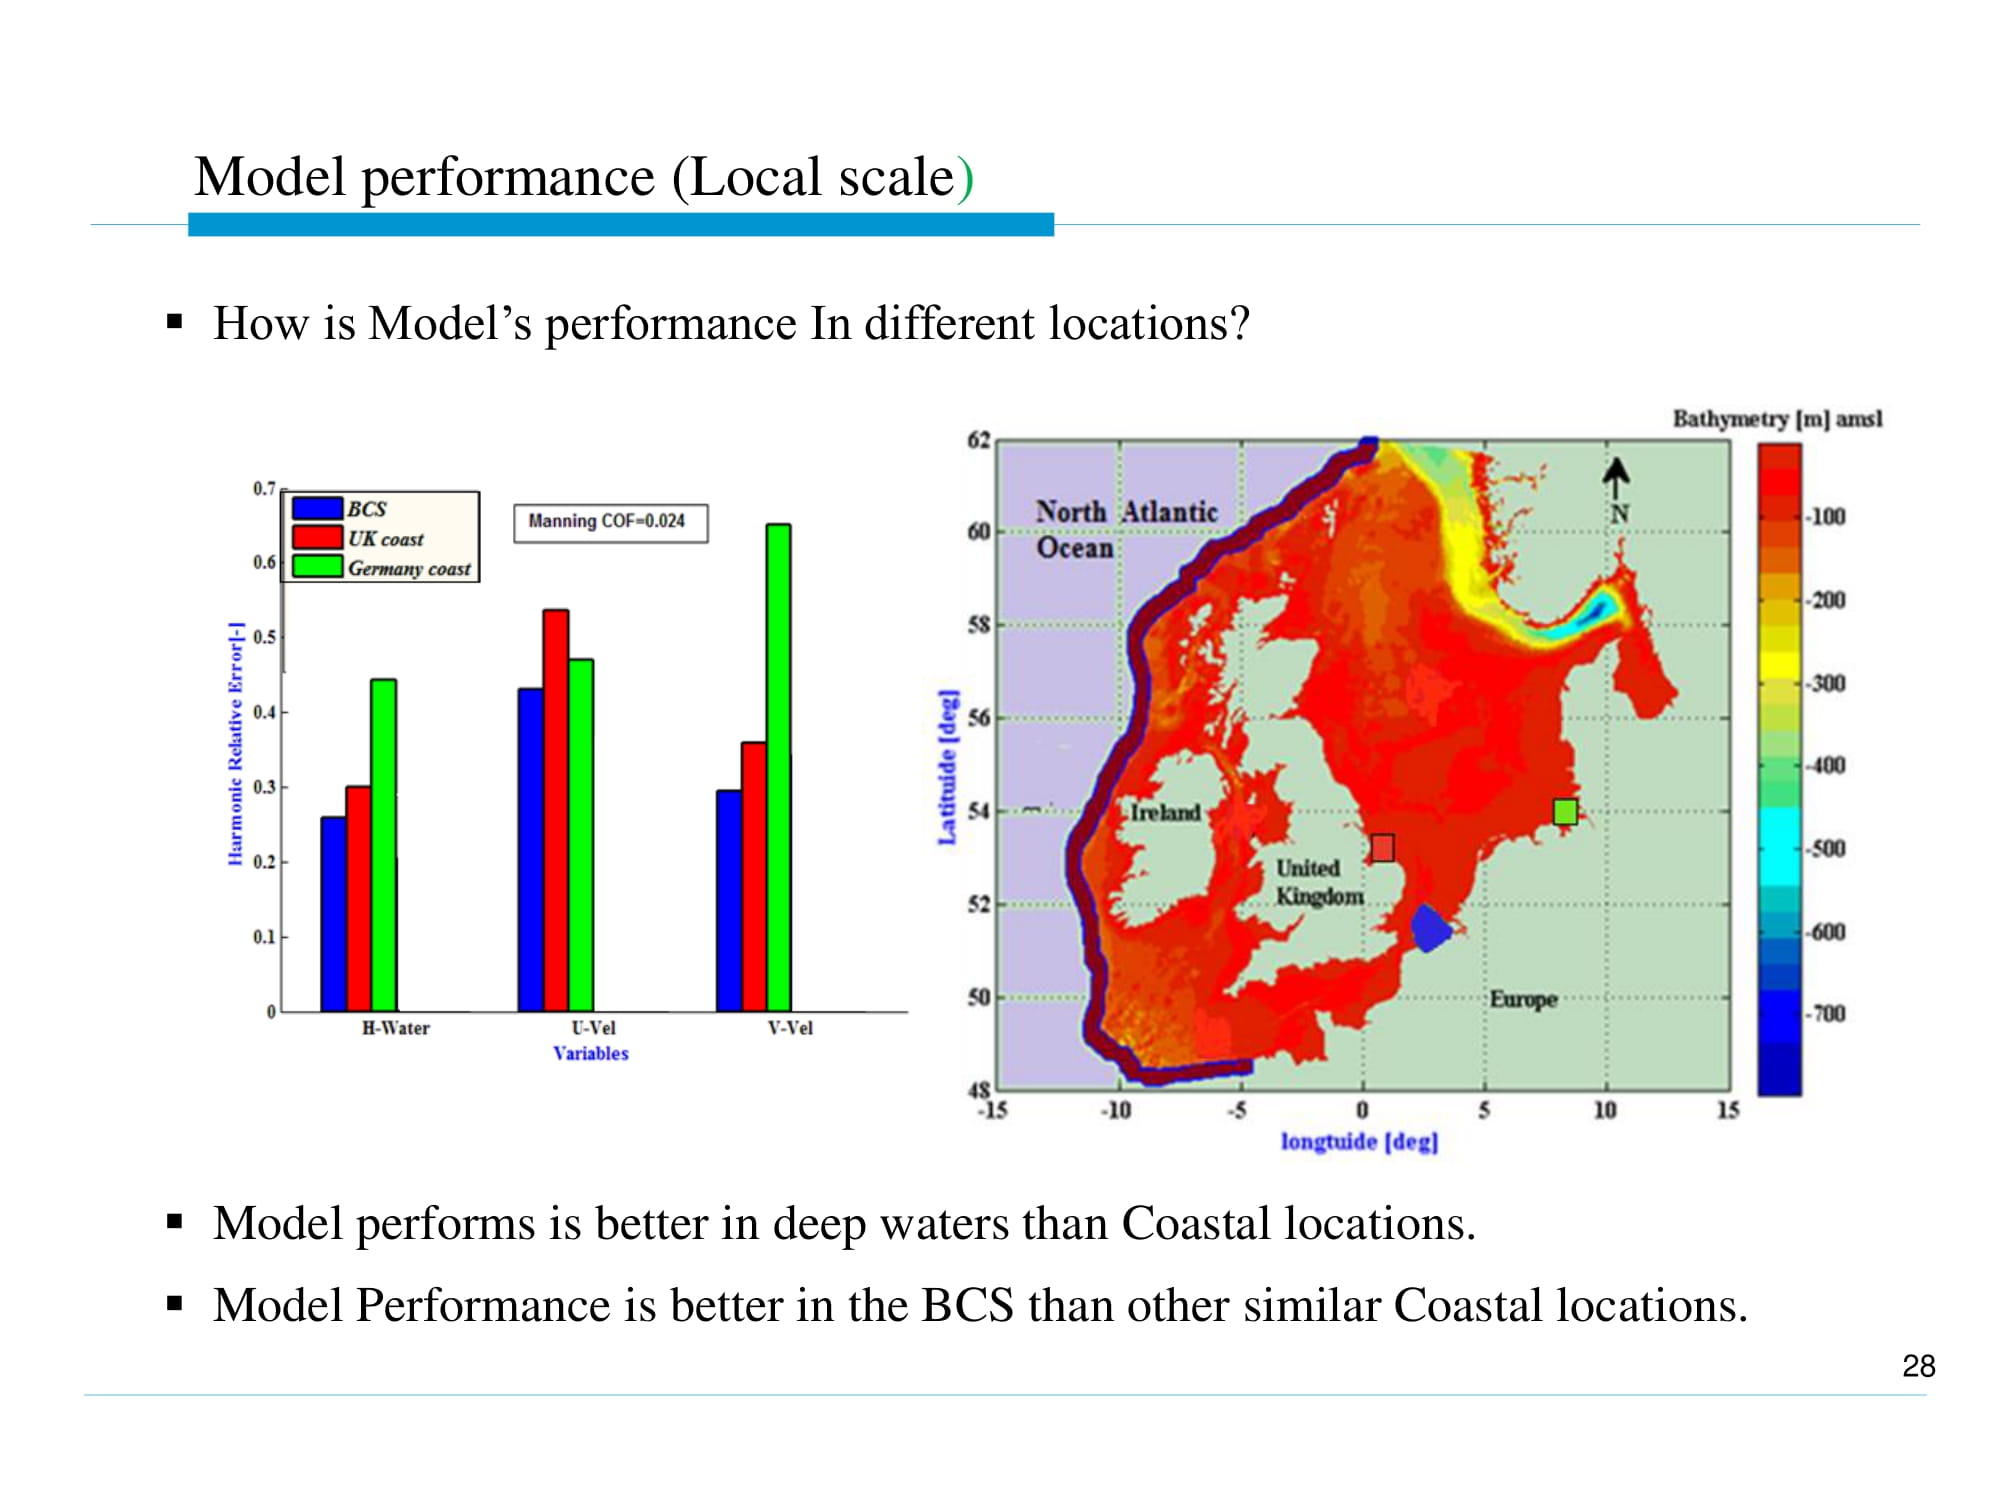 Model performance (Local scale)
▪ How is Model’s performance In different locations?
0.7
0.6
0.5
0.4
0.3
0.2
0.1
0
Harmonic Relative Error[-]
BCS
UK coast
Germany coast
Manning COF=0.024
H-Water
U-Vel
V-Vel
Variables
Bathymetry [m] amsl
62
60
58
56
54
52
50
48
Latituide [deg]
North Atlantic
Ocean
N
Ireland
United
Kingdom
Europe
-15
-10
-5
0
5
10
15
longtuide [deg]
-100
-200
-300
-400
-500
-600
-700
▪ Model performs is better in deep waters than Coastal locations.
▪ Model Performance is better in the BCS than other similar Coastal locations.
28